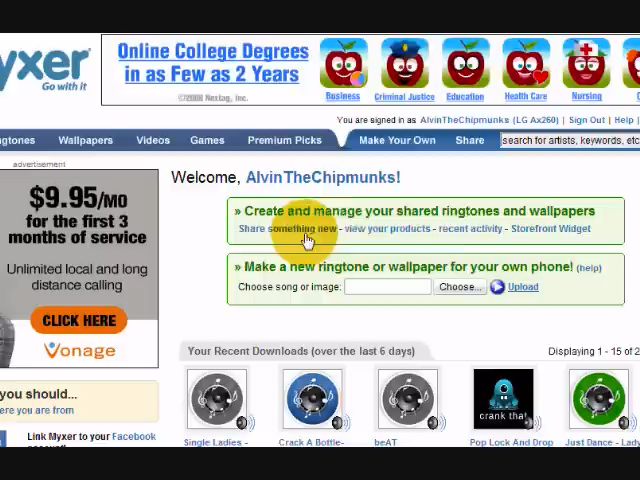 yxer
Go with it
Online College Degrees
in as Few as 2 Years
©2008 Nextag, Inc.
Business
Criminal Justice
Education
Health Care
Nursing
You are signed in as AlvinTheChipmunks (LG Ax260) | Sign Out | Help
ngtones Wallpapers Videos Games Premium Picks Make Your Own Share search for artists, keywords, etc
advertisement
$9.95/MO
for the first 3
months of service
Unlimited local and long
distance calling
CLICK HERE
Vonage
Welcome, AlvinTheChipmunks!
» Create and manage your shared ringtones and wallpapers
Share something new - view your products - recent activity - Storefront Widget
» Make a new ringtone or wallpaper for your own phone! (help)
Choose song or image: Choose... Upload
Your Recent Downloads (over the last 6 days) Displaying 1 - 15 of 2
crank that
Single Ladies - Crack A Bottle- beAT Pop Lock And Drop Just Dance - Lady
you should...
ere you are from
Link Myxer to your Facebook